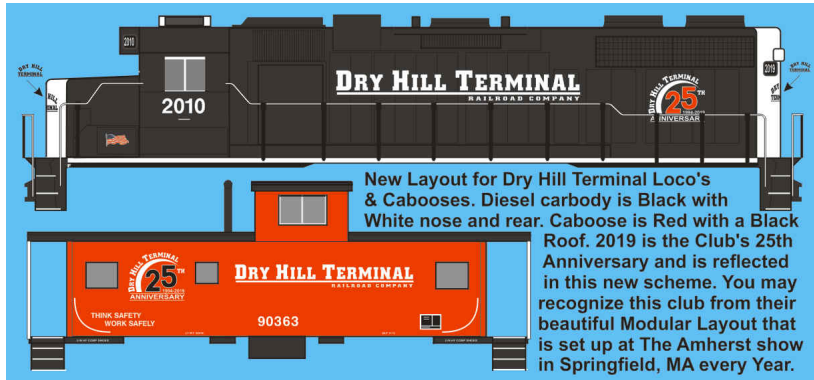 2010
DRY HILL
TERMINAL
DRY HILL TERMINAL
RAILROAD COMPANY
2010
DRY HILL TERMINAL
25TH
1994-2019
ANNIVERSAR
2019
DRY HILL
TERMINAL
New Layout for Dry Hill Terminal Loco's
& Cabooses. Diesel carbody is Black with
White nose and rear. Caboose is Red with a Black
Roof. 2019 is the Club's 25th
Anniversary and is reflected
in this new scheme. You may
recognize this club from their
beautiful Modular Layout that
is set up at The Amherst show
in Springfield, MA every Year.
DRY HILL TERMINAL
25TH
1994-2019
ANNIVERSARY
DRY HILL TERMINAL
RAILROAD COMPANY
THINK SAFETY
WORK SAFELY
90363